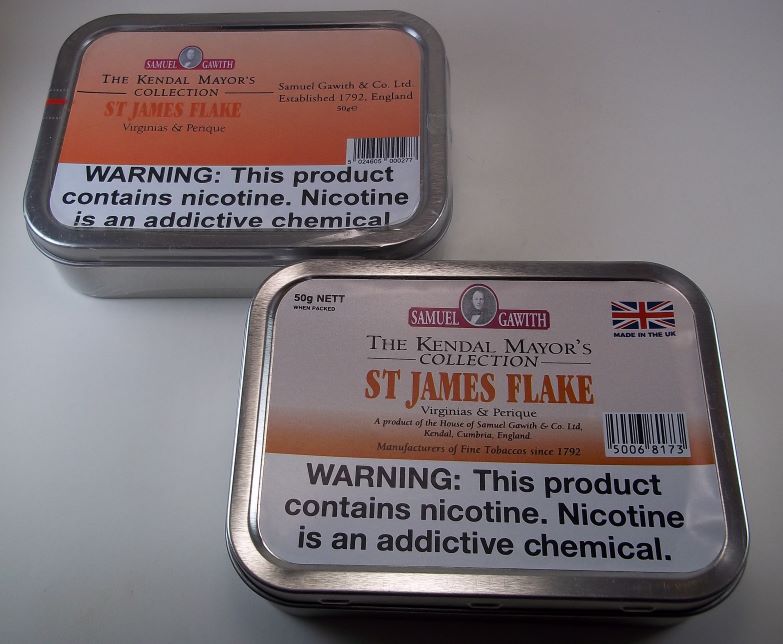 SAMUEL GAWITH
THE KENDAL MAYOR'S
COLLECTION
ST JAMES FLAKE
Virginias & Perique
Samuel Gawith & Co. Ltd.
Established 1792, England
50g℮
5 024605 000277
WARNING: This product
contains nicotine. Nicotine
is an addictive chemical
50g NETT
WHEN PACKED
SAMUEL GAWITH
MADE IN THE UK
THE KENDAL MAYOR'S
COLLECTION
ST JAMES FLAKE
Virginias & Perique
A product of the House of Samuel Gawith & Co. Ltd,
Kendal, Cumbria, England.
Manufacturers of Fine Tobaccos since 1792
5006 8173
WARNING: This product
contains nicotine. Nicotine
is an addictive chemical.